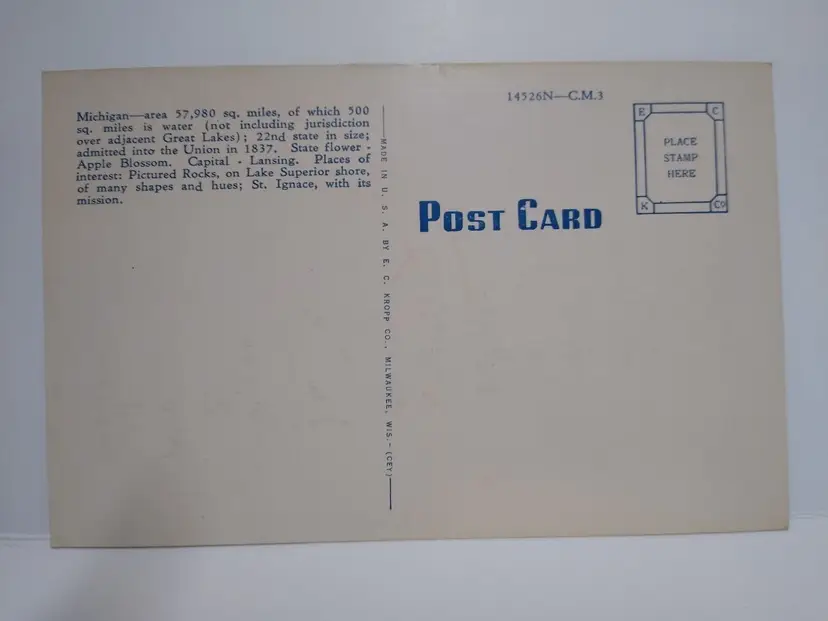 Michigan—area 57,980 sq. miles, of which 500
sq. miles is water (not including jurisdiction
over adjacent Great Lakes); 22nd state in size;
admitted into the Union in 1837. State flower -
Apple Blossom. Capital - Lansing. Places of
interest: Pictured Rocks, on Lake Superior shore,
of many shapes and hues; St. Ignace, with its
mission.
MADE IN U. S. A. BY E. C. KROPP CO., MILWAUKEE, WIS.- (CEY)
14526N—C.M.3
POST CARD
E C
PLACE
STAMP
HERE
K Co